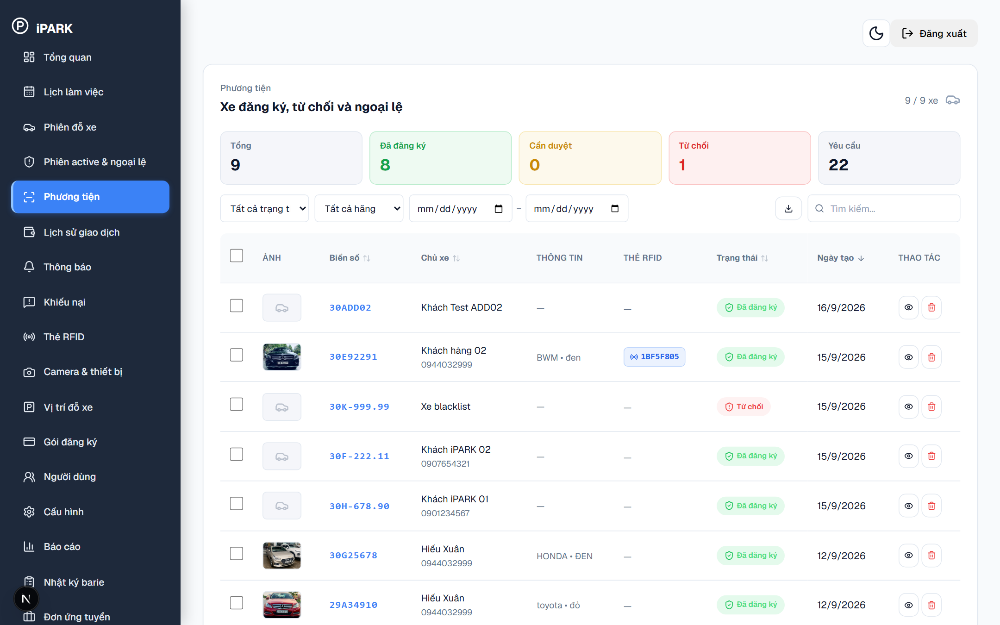 iPARK
Tổng quan
Lịch làm việc
Phiên đỗ xe
Phiên active & ngoại lệ
Phương tiện
Lịch sử giao dịch
Thông báo
Khiếu nại
Thẻ RFID
Camera & thiết bị
Vị trí đỗ xe
Gói đăng ký
Người dùng
Cấu hình
Báo cáo
Nhật ký barie
N
Đơn ứng tuyển
Đăng xuất
Phương tiện
Xe đăng ký, từ chối và ngoại lệ
9 / 9 xe
Tổng
9
Đã đăng ký
8
Cần duyệt
0
Từ chối
1
Yêu cầu
22
Tất cả trạng tl
Tất cả hãng
mm/dd/yyyy
–
mm/dd/yyyy
Tìm kiếm...
ẢNH Biển số Chủ xe THÔNG TIN THẺ RFID Trạng thái Ngày tạo THAO TÁC
30ADD02 Khách Test ADD02 — — Đã đăng ký 16/9/2026
30E92291 Khách hàng 02 0944032999 BWM • đen 1BF5F805 Đã đăng ký 15/9/2026
30K-999.99 Xe blacklist — — Từ chối 15/9/2026
30F-222.11 Khách iPARK 02 0907654321 — — Đã đăng ký 15/9/2026
30H-678.90 Khách iPARK 01 0901234567 — — Đã đăng ký 15/9/2026
30G25678 Hiếu Xuân 0944032999 HONDA • ĐEN — Đã đăng ký 12/9/2026
29A34910 Hiếu Xuân 0944032999 toyota • đỏ — Đã đăng ký 12/9/2026